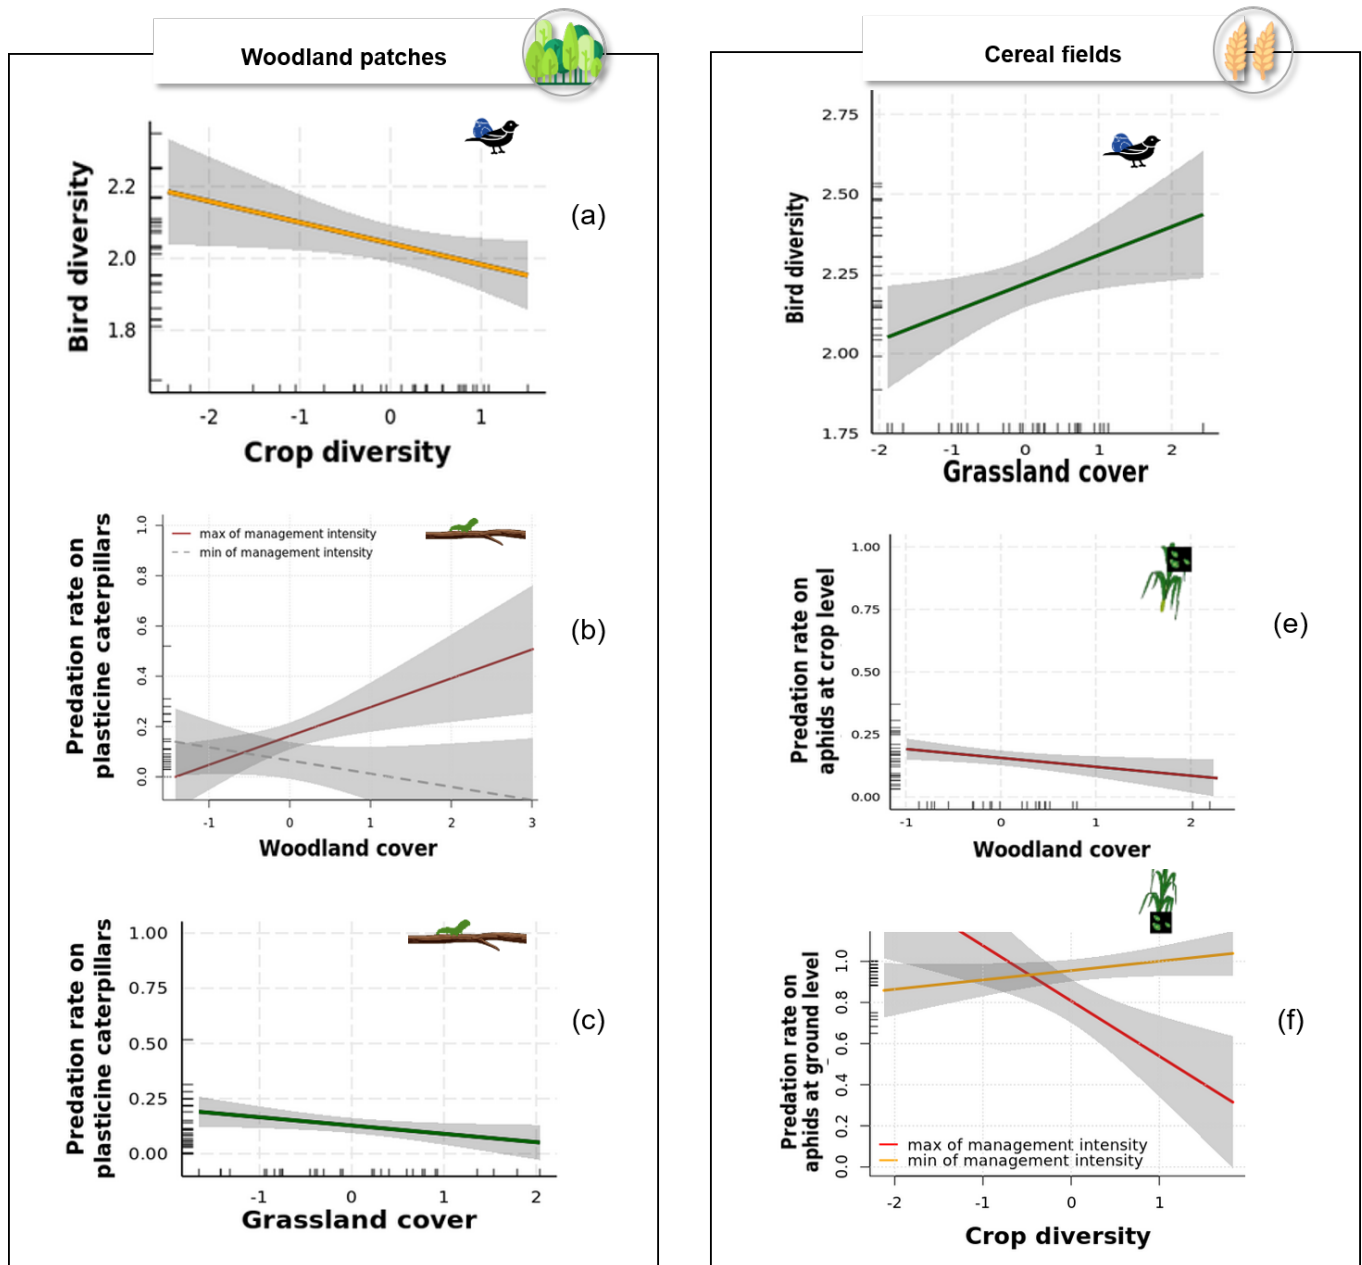 Woodland patches
Bird diversity
2.2
2.0
1.8
-2 -1 0 1
Crop diversity
(a)
Predation rate on
plasticine caterpillars
max of management intensity
min of management intensity
1.0
0.8
0.6
0.4
0.2
0.0
-1 0 1 2 3
Woodland cover
(b)
Predation rate on
plasticine caterpillars
1.00
0.75
0.50
0.25
0.00
-1 0 1 2
Grassland cover
(c)
Cereal fields
Bird diversity
2.75
2.50
2.25
2.00
1.75
-2 -1 0 1 2
Grassland cover
Predation rate on
aphids at crop level
1.00
0.75
0.50
0.25
0.00
-1 0 1 2
Woodland cover
(e)
Predation rate on
aphids at ground level
1.0
0.8
0.6
0.4
0.2
0.0
max of management intensity
min of management intensity
-2 -1 0 1
Crop diversity
(f)